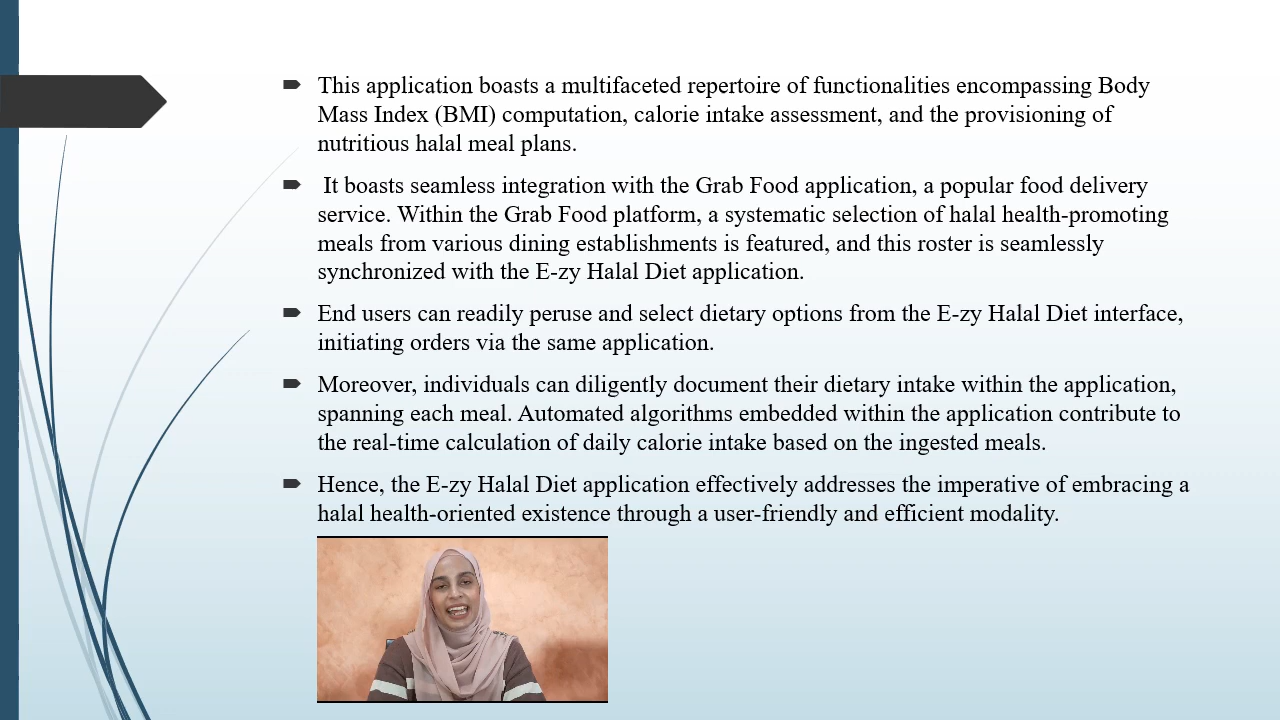 This application boasts a multifaceted repertoire of functionalities encompassing Body
Mass Index (BMI) computation, calorie intake assessment, and the provisioning of
nutritious halal meal plans.
It boasts seamless integration with the Grab Food application, a popular food delivery
service. Within the Grab Food platform, a systematic selection of halal health-promoting
meals from various dining establishments is featured, and this roster is seamlessly
synchronized with the E-zy Halal Diet application.
End users can readily peruse and select dietary options from the E-zy Halal Diet interface,
initiating orders via the same application.
Moreover, individuals can diligently document their dietary intake within the application,
spanning each meal. Automated algorithms embedded within the application contribute to
the real-time calculation of daily calorie intake based on the ingested meals.
Hence, the E-zy Halal Diet application effectively addresses the imperative of embracing a
halal health-oriented existence through a user-friendly and efficient modality.